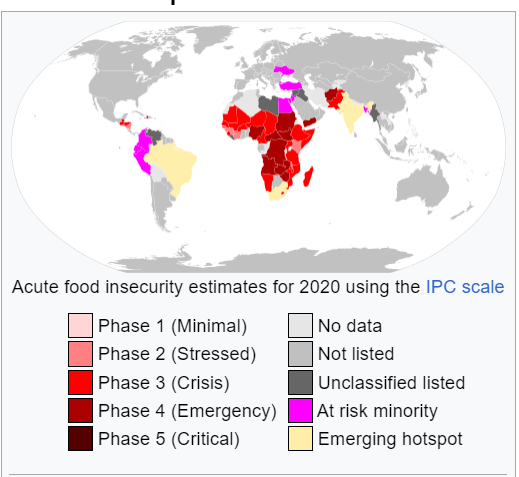 Acute food insecurity estimates for 2020 using the IPC scale
Phase 1 (Minimal)
Phase 2 (Stressed)
Phase 3 (Crisis)
Phase 4 (Emergency)
Phase 5 (Critical)
No data
Not listed
Unclassified listed
At risk minority
Emerging hotspot